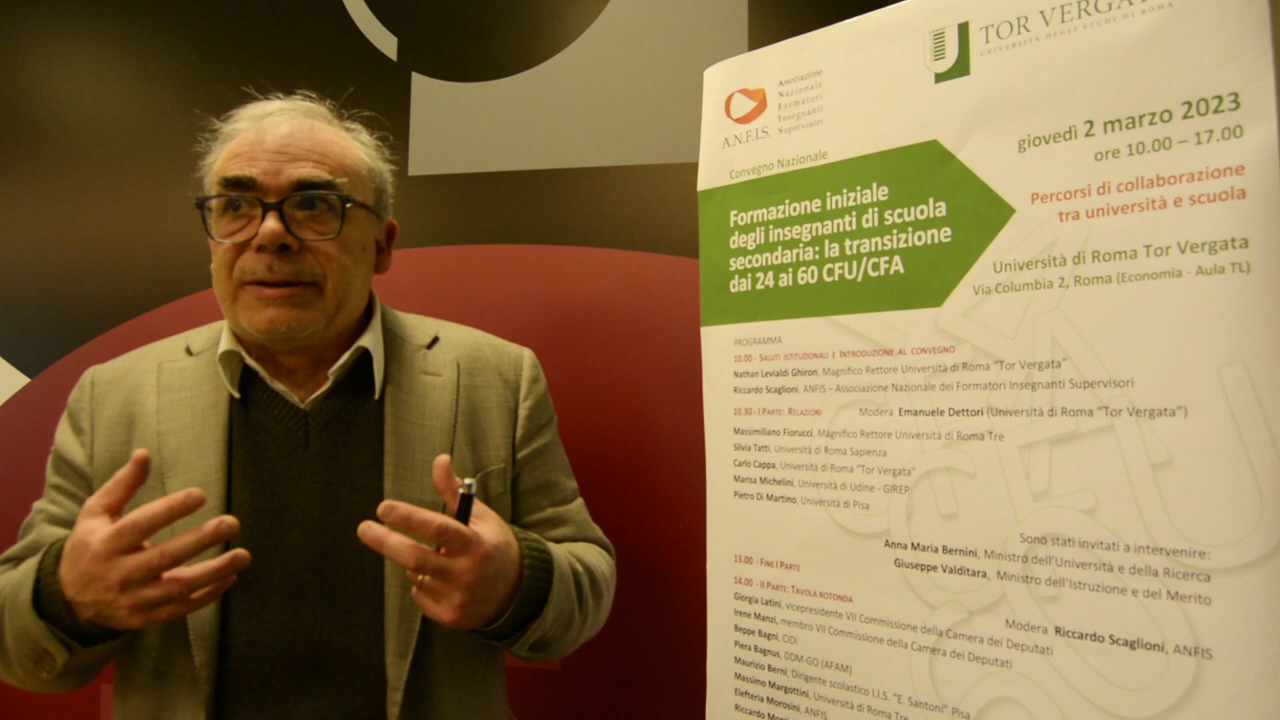 TOR VERGATA
UNIVERSITÀ DEGLI STUDI DI ROMA
A.N.F.I.S.
Associazione
Nazionale
Formatori
Insegnanti
Supervisori
giovedì 2 marzo 2023
ore 10.00 – 17.00
Convegno Nazionale
Formazione iniziale
degli insegnanti di scuola
secondaria: la transizione
dai 24 ai 60 CFU/CFA
Percorsi di collaborazione
tra università e scuola
Università di Roma Tor Vergata
Via Columbia 2, Roma (Economia - Aula TL)
PROGRAMMA
10.00 - SALUTI ISTITUZIONALI E INTRODUZIONE AL CONVEGNO
Nathan Levialdi Ghiron, Magnifico Rettore Università di Roma "Tor Vergata"
Riccardo Scaglioni, ANFIS – Associazione Nazionale dei Formatori Insegnanti Supervisori
10.30 - I PARTE: RELAZIONI Modera Emanuele Dettori (Università di Roma "Tor Vergata")
Massimiliano Fiorucci, Magnifico Rettore Università di Roma Tre
Silvia Tatti, Università di Roma Sapienza
Carlo Cappa, Università di Roma "Tor Vergata"
Marisa Michelini, Università di Udine - GIREP
Pietro Di Martino, Università di Pisa
Sono stati invitati a intervenire:
Anna Maria Bernini, Ministro dell'Università e della Ricerca
Giuseppe Valditara, Ministro dell'Istruzione e del Merito
13.00 - FINE I PARTE
14.00 - II PARTE: TAVOLA ROTONDA
Modera Riccardo Scaglioni, ANFIS
Giorgia Latini, vicepresidente VII Commissione della Camera dei Deputati
Irene Manzi, membro VII Commissione della Camera dei Deputati
Beppe Bagni, CIDI
Piera Bagnus, DDM-GO (AFAM)
Maurizio Berni, Dirigente scolastico I.I.S. "E. Santoni" Pisa
Massimo Margottini, Università di Roma Tre
Elefteria Morosini, ANFIS
Riccardo